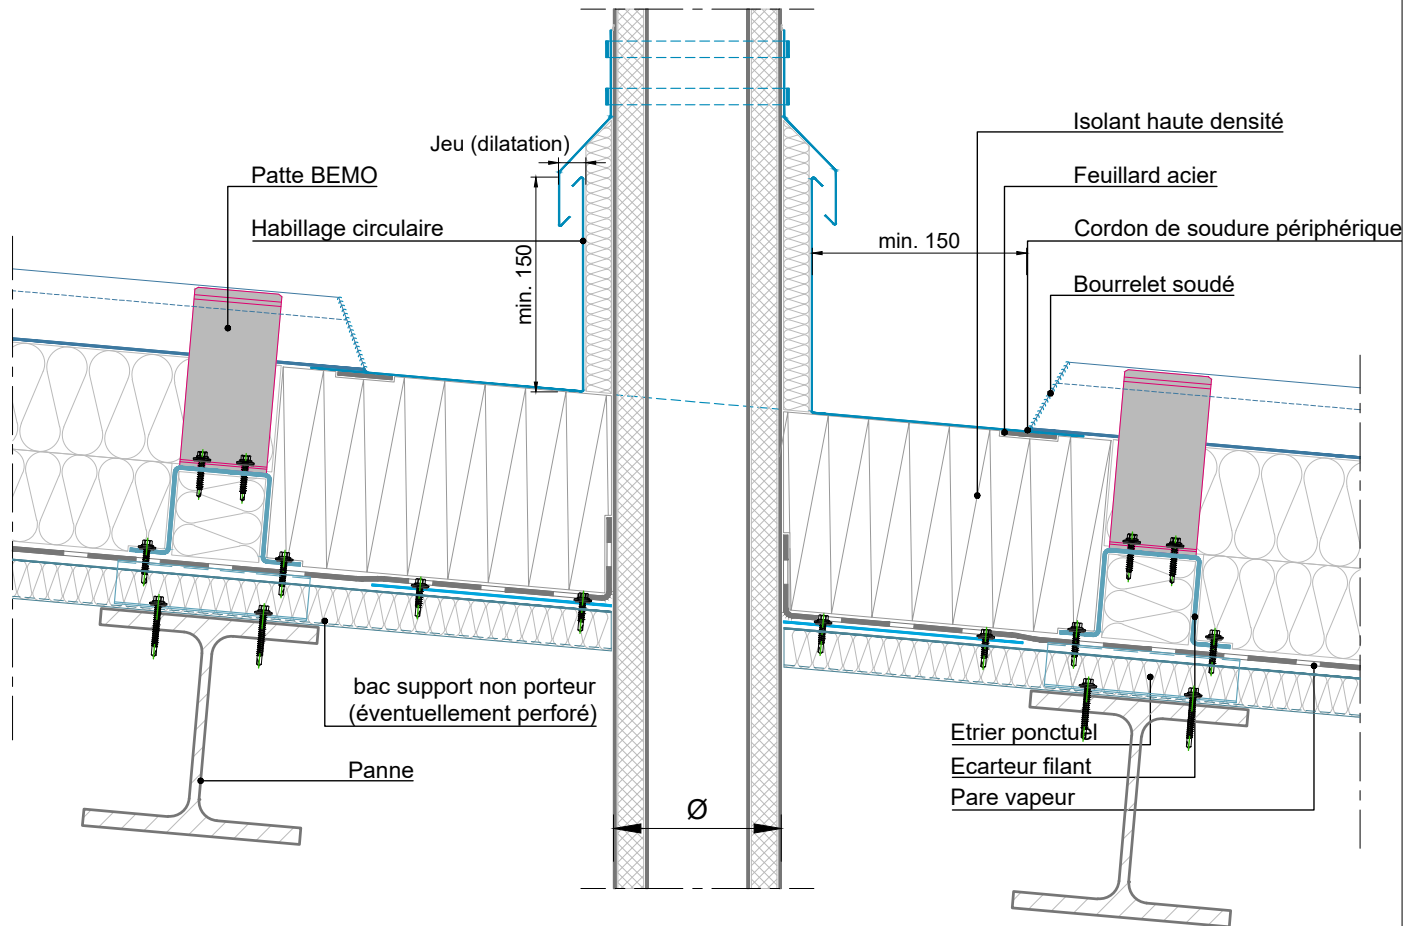 Jeu (dilatation)
Patte BEMO
Habillage circulaire
min. 150
Isolant haute densité
Feuillard acier
min. 150
Cordon de soudure périphérique
Bourrelet soudé
bac support non porteur
(éventuellement perforé)
Panne
Ø
Etrier ponctuel
Ecarteur filant
Pare vapeur